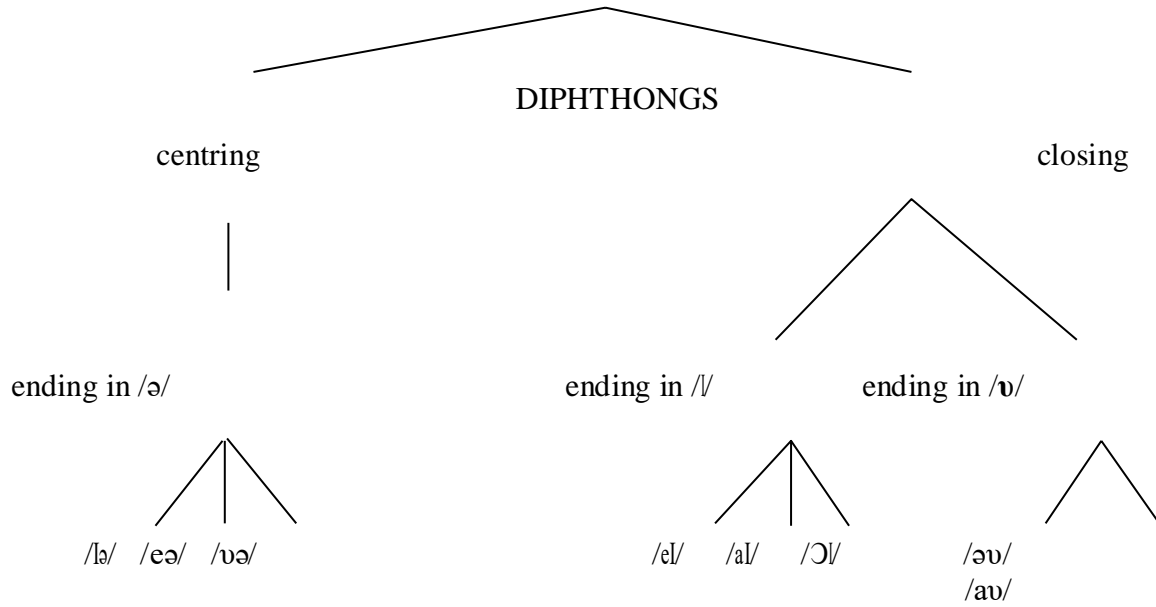 DIPHTHONGS
centring closing
ending in /ə/ ending in /I/ ending in /ʊ/
/Iə/ /eə/ /ʊə/ /eI/ /aI/ /ƆI/ /əʊ/
/aʊ/